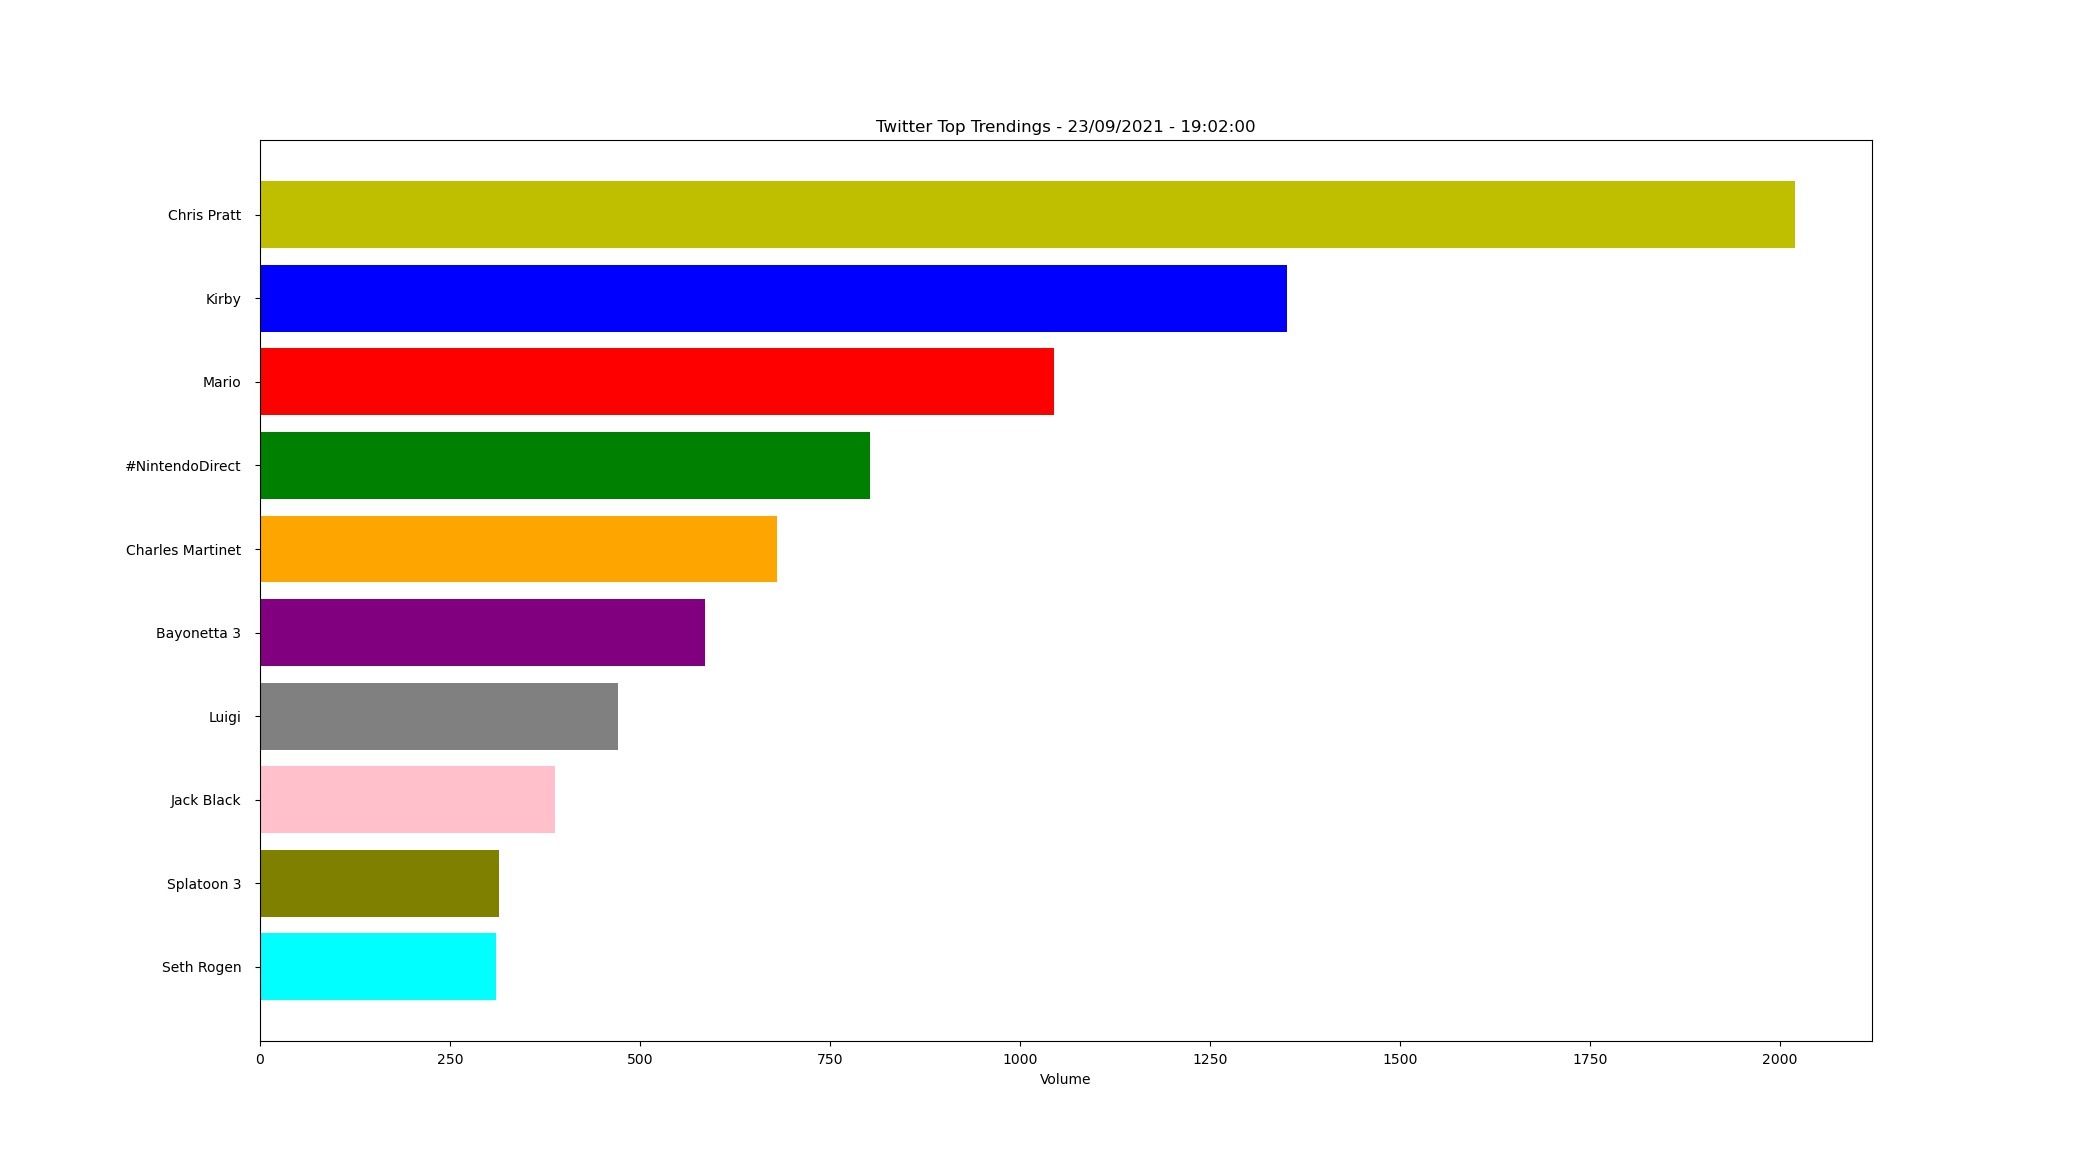 Twitter Top Trendings - 23/09/2021 - 19:02:00
Chris Pratt
Kirby
Mario
#NintendoDirect
Charles Martinet
Bayonetta 3
Luigi
Jack Black
Splatoon 3
Seth Rogen
0 250 500 750 1000 1250 1500 1750 2000
Volume